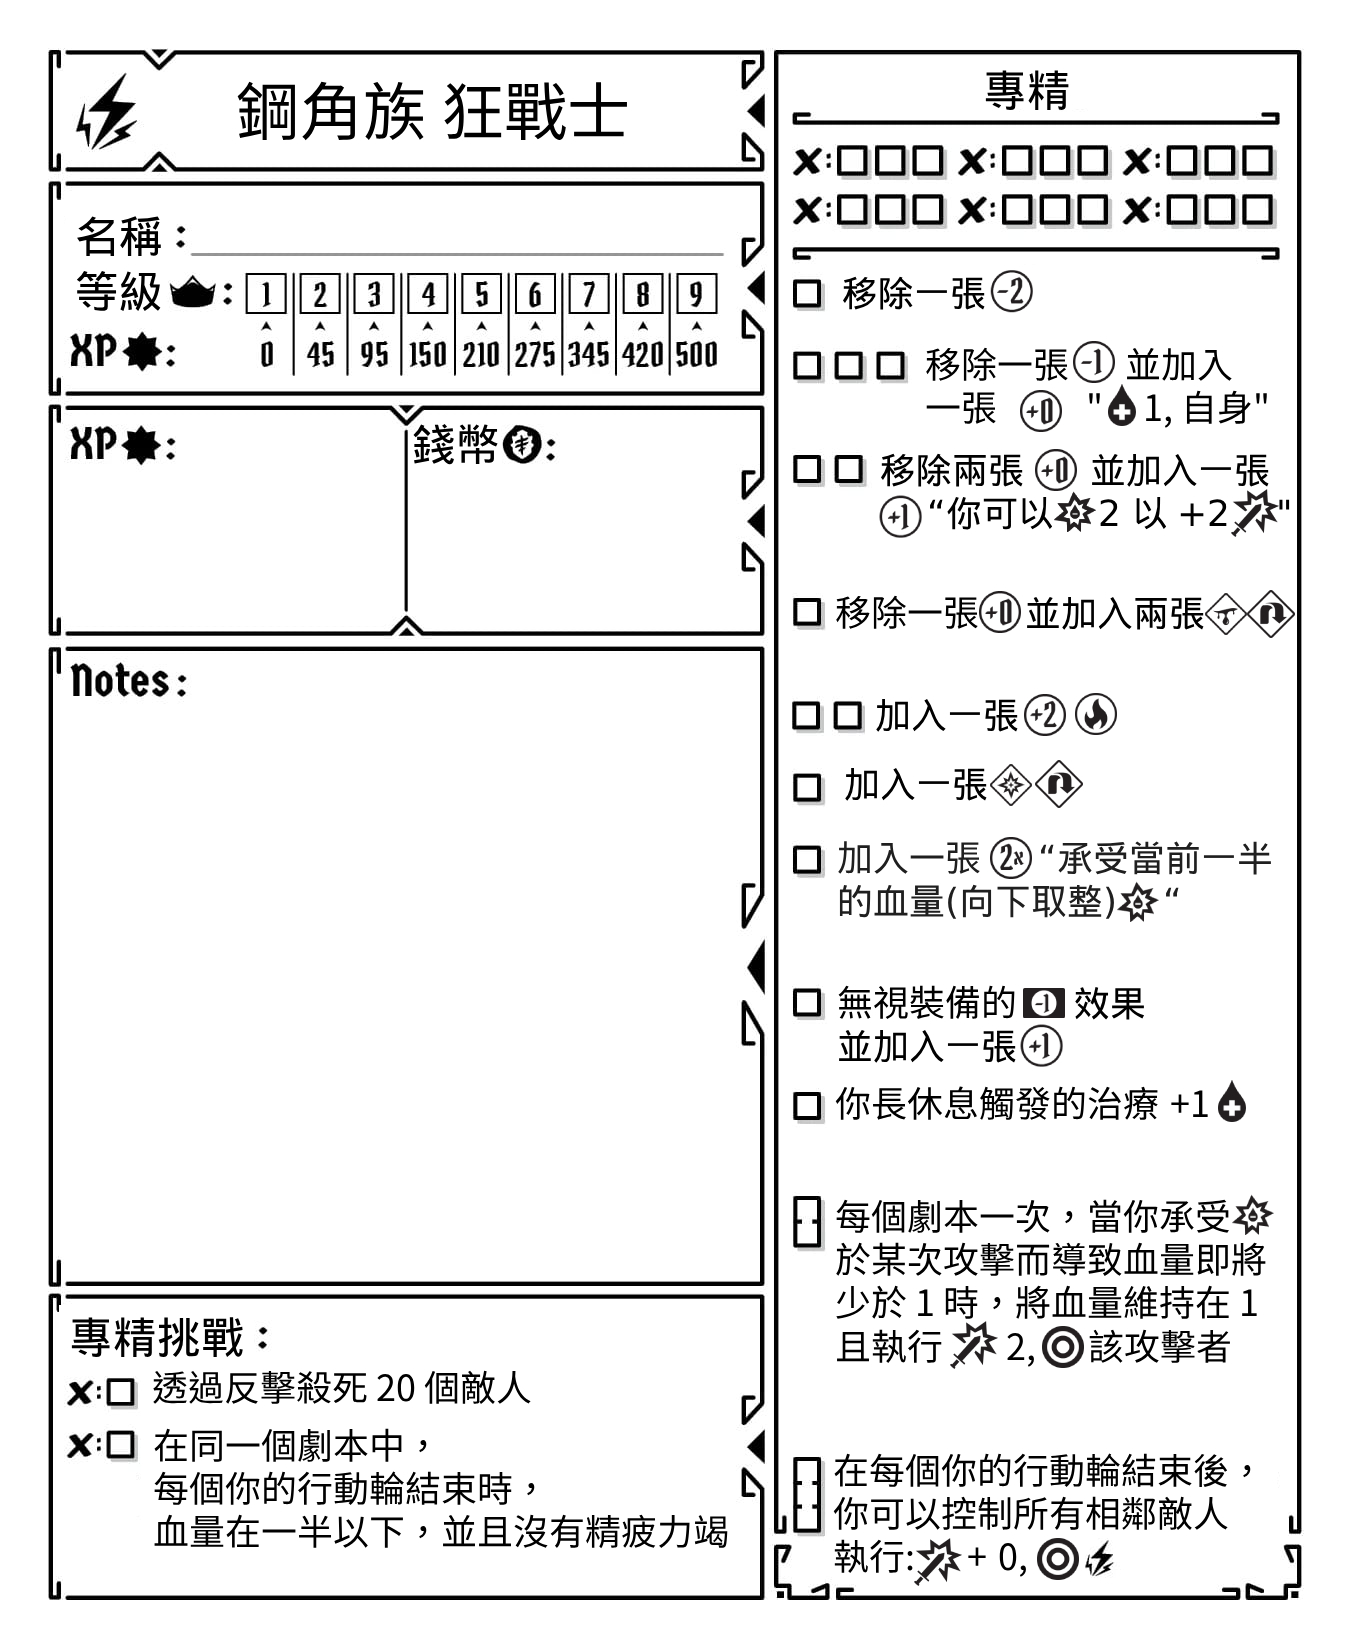 鋼角族 狂戰士
名稱：
等級：
1 2 3 4 5 6 7 8 9
XP: 0 45 95 150 210 275 345 420 500
XP:
錢幣:
Notes:
專精挑戰：
透過反擊殺死 20 個敵人
在同一個劇本中，
每個你的行動輪結束時，
血量在一半以下，並且沒有精疲力竭
專精
移除一張 -2
移除一張 -1 並加入
一張 +0 " 1, 自身"
移除兩張 +0 並加入一張
+1 “你可以 2 以 +2 "
移除一張 +0 並加入兩張
加入一張 +2
加入一張
加入一張 2x “承受當前一半
的血量(向下取整) “
無視裝備的 -1 效果
並加入一張 +1
你長休息觸發的治療 +1
每個劇本一次，當你承受
於某次攻擊而導致血量即將
少於 1 時，將血量維持在 1
且執行 2, 該攻擊者
在每個你的行動輪結束後，
你可以控制所有相鄰敵人
執行: + 0,